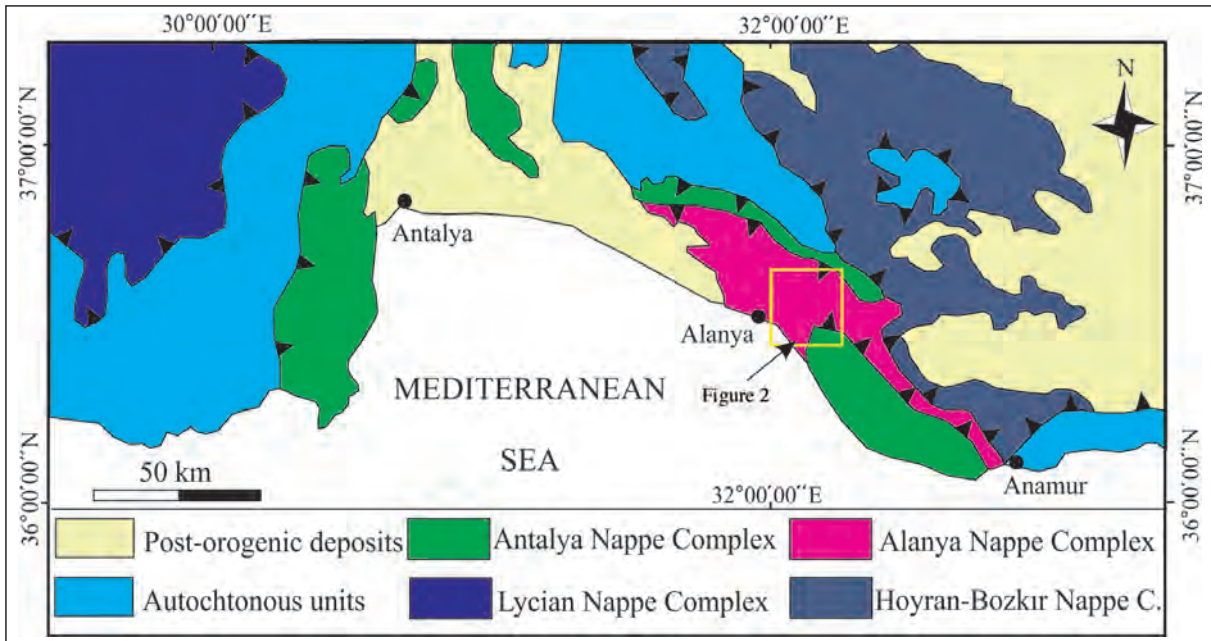 30°00'00''E
32°00'00''E
N
37°00'00''N
37°00'00''N
Antalya
Alanya
Figure 2
MEDITERRANEAN
SEA
50 km
32°00'00''E
Anamur
36°00'00''N
36°00'00''N
Post-orogenic deposits
Antalya Nappe Complex
Alanya Nappe Complex
Autochtonous units
Lycian Nappe Complex
Hoyran-Bozkır Nappe C.